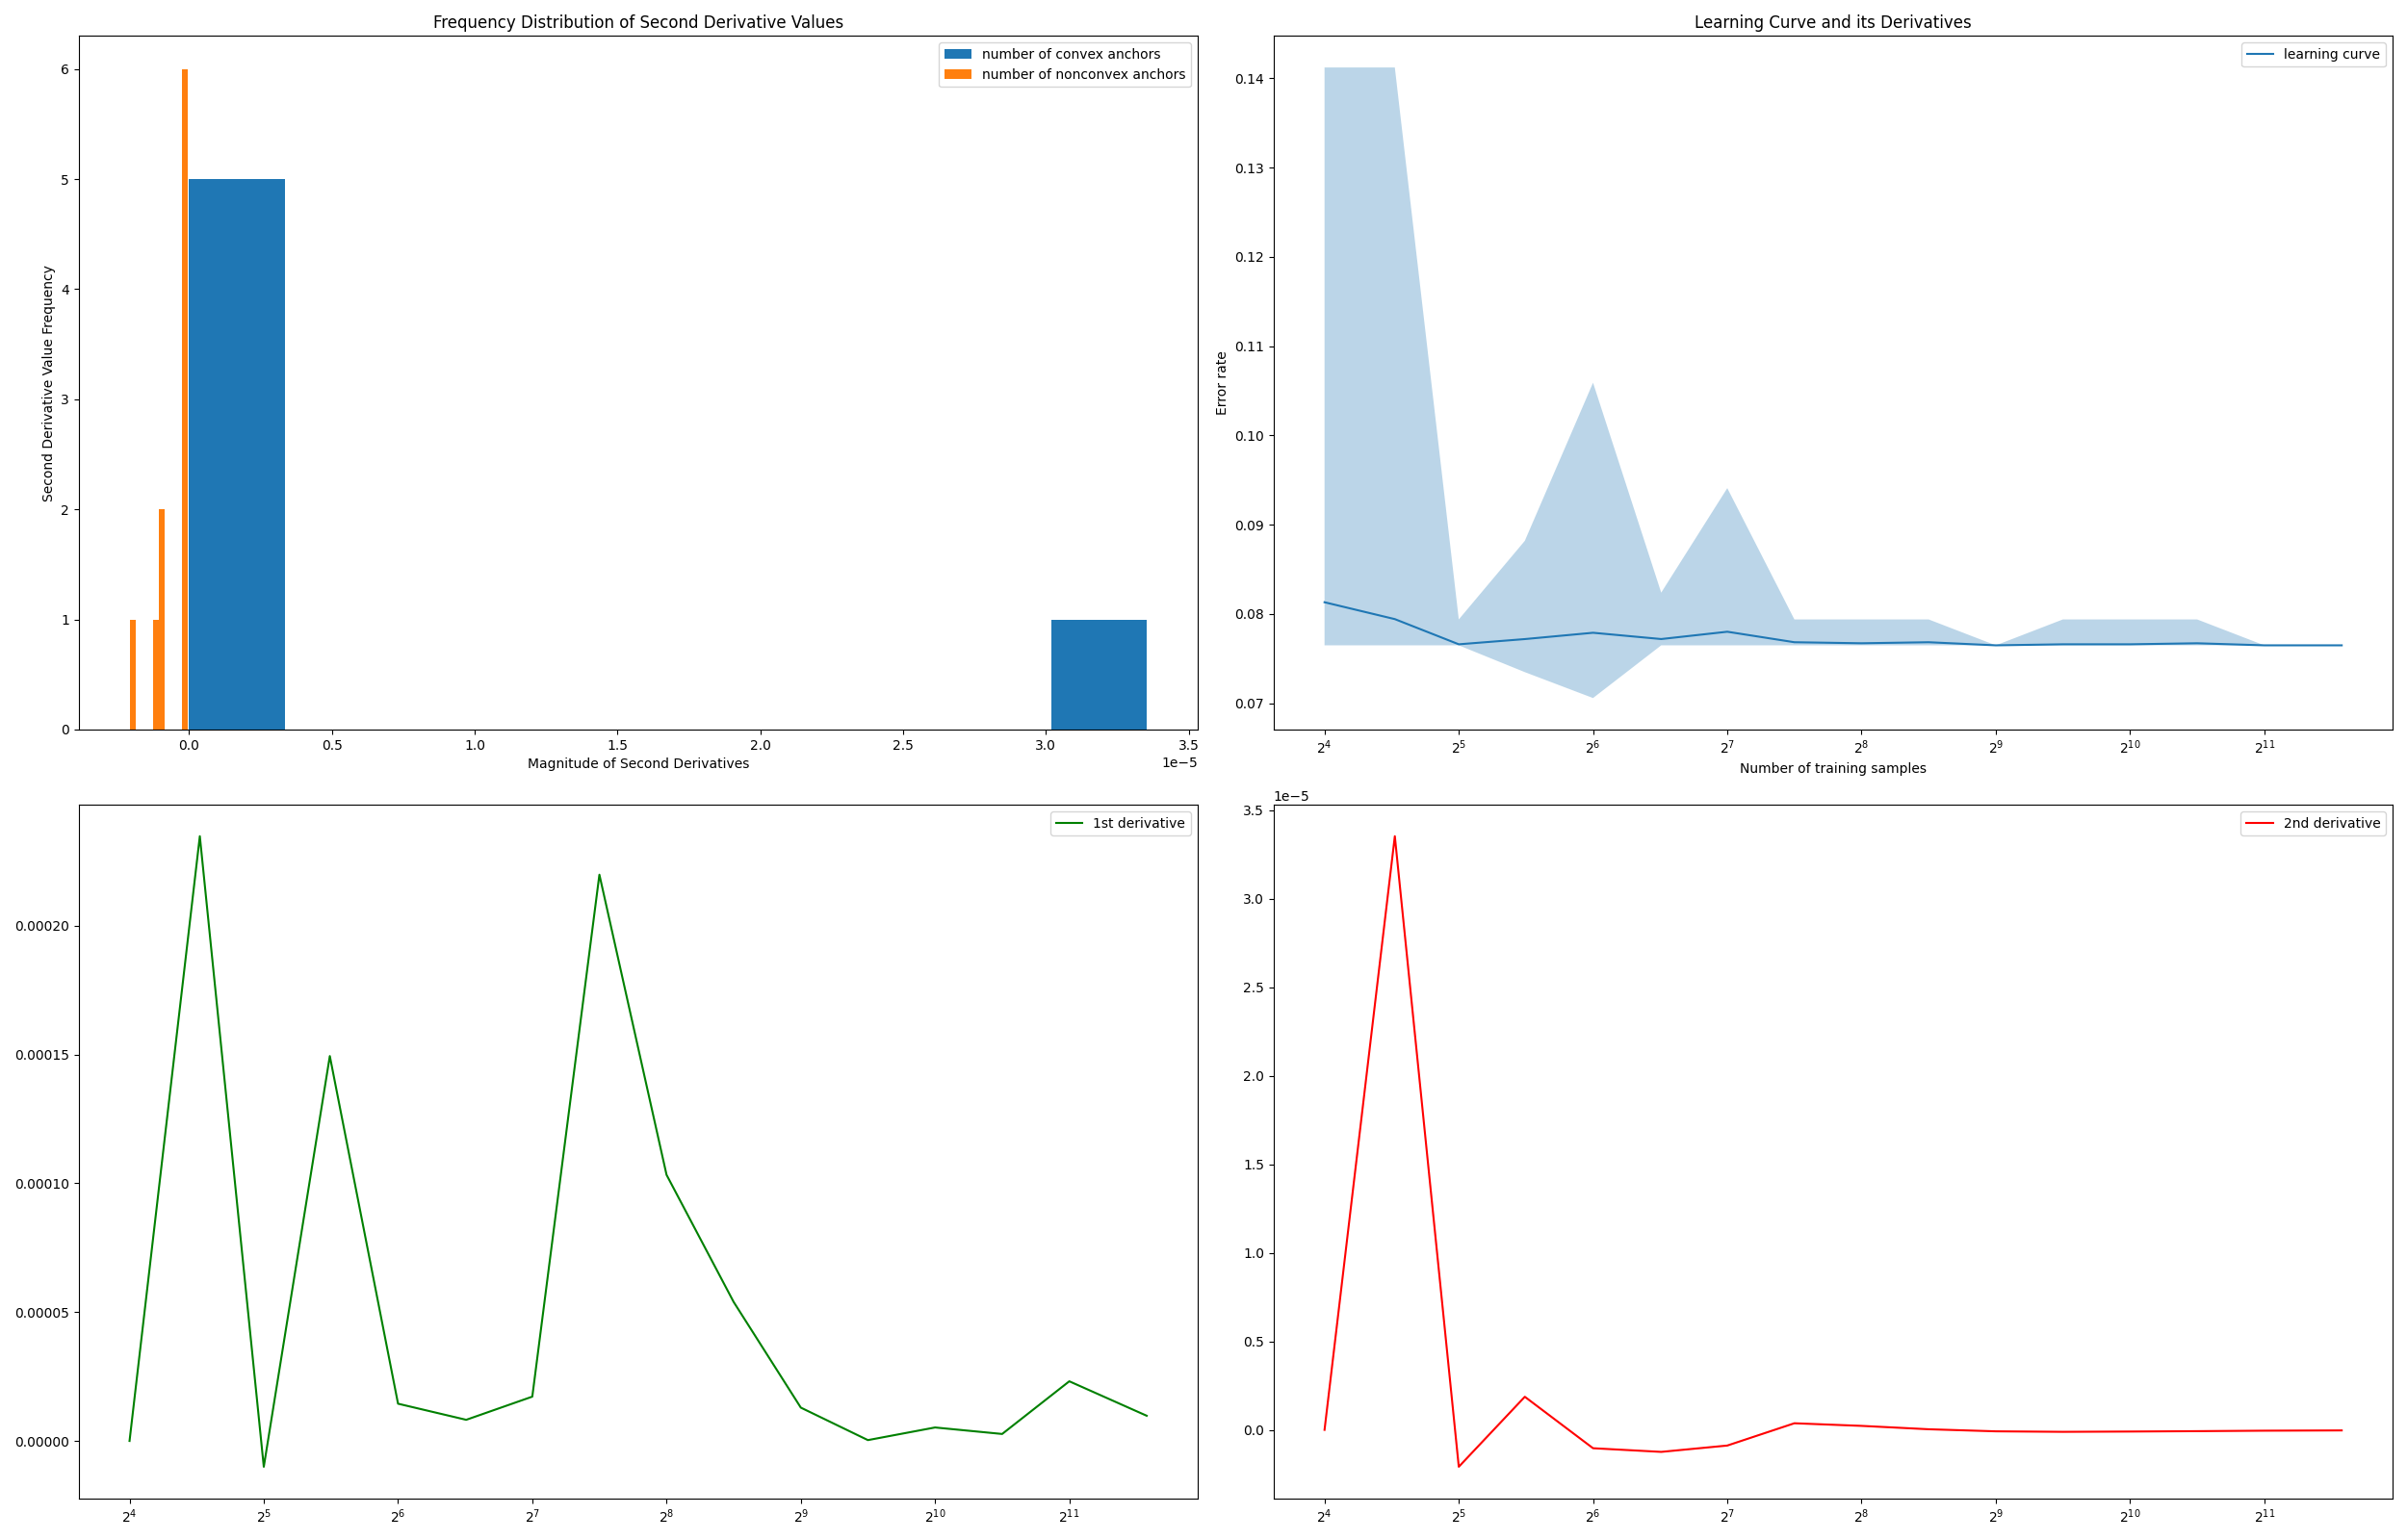 Frequency Distribution of Second Derivative Values
number of convex anchors
number of nonconvex anchors
6
5
4
3
2
1
0
Second Derivative Value Frequency
0.0 0.5 1.0 1.5 2.0 2.5 3.0 3.5
1e−5
Magnitude of Second Derivatives
Learning Curve and its Derivatives
learning curve
0.14
0.13
0.12
0.11
0.10
0.09
0.08
0.07
Error rate
2^4 2^5 2^6 2^7 2^8 2^9 2^10 2^11
Number of training samples
1st derivative
0.00020
0.00015
0.00010
0.00005
0.00000
2^4 2^5 2^6 2^7 2^8 2^9 2^10 2^11
1e−5
2nd derivative
3.5
3.0
2.5
2.0
1.5
1.0
0.5
0.0
2^4 2^5 2^6 2^7 2^8 2^9 2^10 2^11